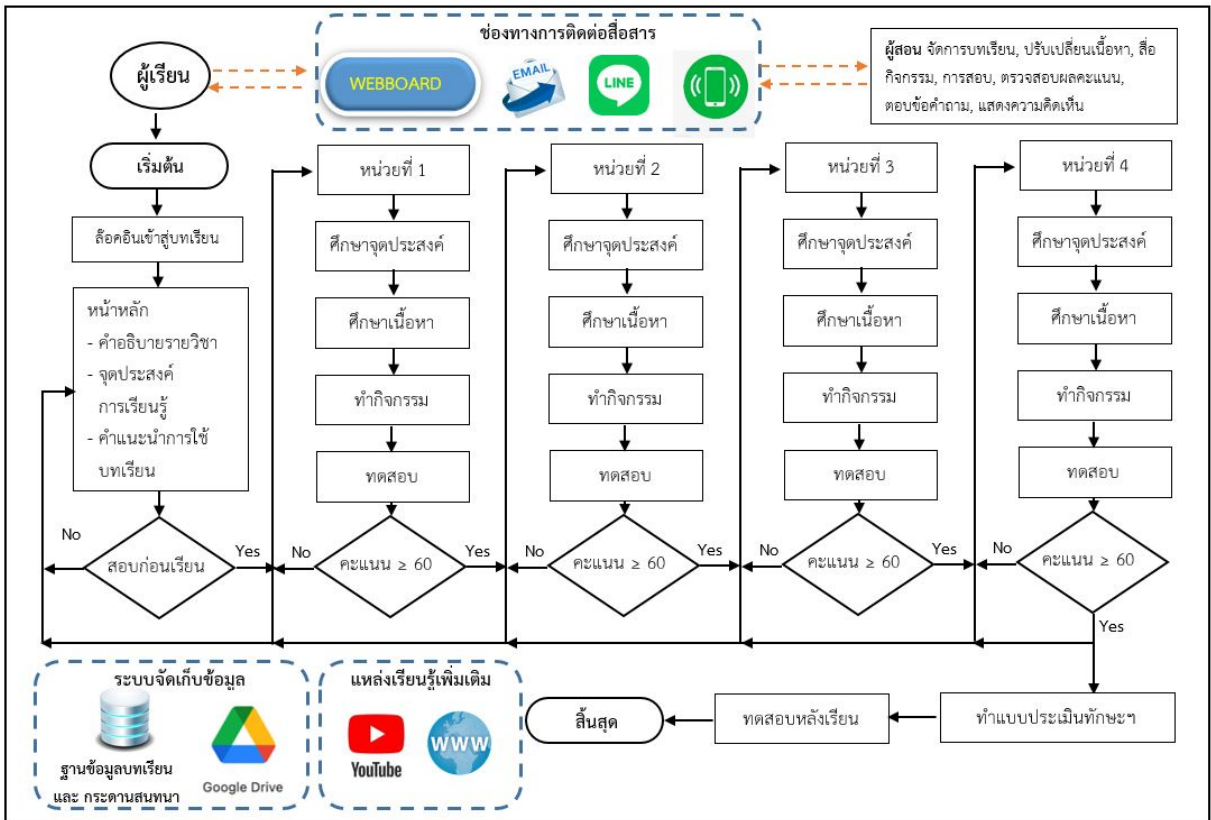 ช่องทางการติดต่อสื่อสาร
ผู้เรียน
WEBBOARD
EMAIL
LINE
ผู้สอน จัดการบทเรียน, ปรับเปลี่ยนเนื้อหา, สื่อ
กิจกรรม, การสอบ, ตรวจสอบผลคะแนน,
ตอบข้อคำถาม, แสดงความคิดเห็น
เริ่มต้น
ล๊อคอินเข้าสู่บทเรียน
หน้าหลัก
- คำอธิบายรายวิชา
- จุดประสงค์
การเรียนรู้
- คำแนะนำการใช้
บทเรียน
No
สอบก่อนเรียน
Yes
หน่วยที่ 1
ศึกษาจุดประสงค์
ศึกษาเนื้อหา
ทำกิจกรรม
ทดสอบ
No
คะแนน ≥ 60
Yes
หน่วยที่ 2
ศึกษาจุดประสงค์
ศึกษาเนื้อหา
ทำกิจกรรม
ทดสอบ
No
คะแนน ≥ 60
Yes
หน่วยที่ 3
ศึกษาจุดประสงค์
ศึกษาเนื้อหา
ทำกิจกรรม
ทดสอบ
No
คะแนน ≥ 60
Yes
หน่วยที่ 4
ศึกษาจุดประสงค์
ศึกษาเนื้อหา
ทำกิจกรรม
ทดสอบ
No
คะแนน ≥ 60
Yes
ระบบจัดเก็บข้อมูล
ฐานข้อมูลบทเรียน
และ กระดานสนทนา
Google Drive
แหล่งเรียนรู้เพิ่มเติม
YouTube
www
สิ้นสุด
ทดสอบหลังเรียน
ทำแบบประเมินทักษะฯ